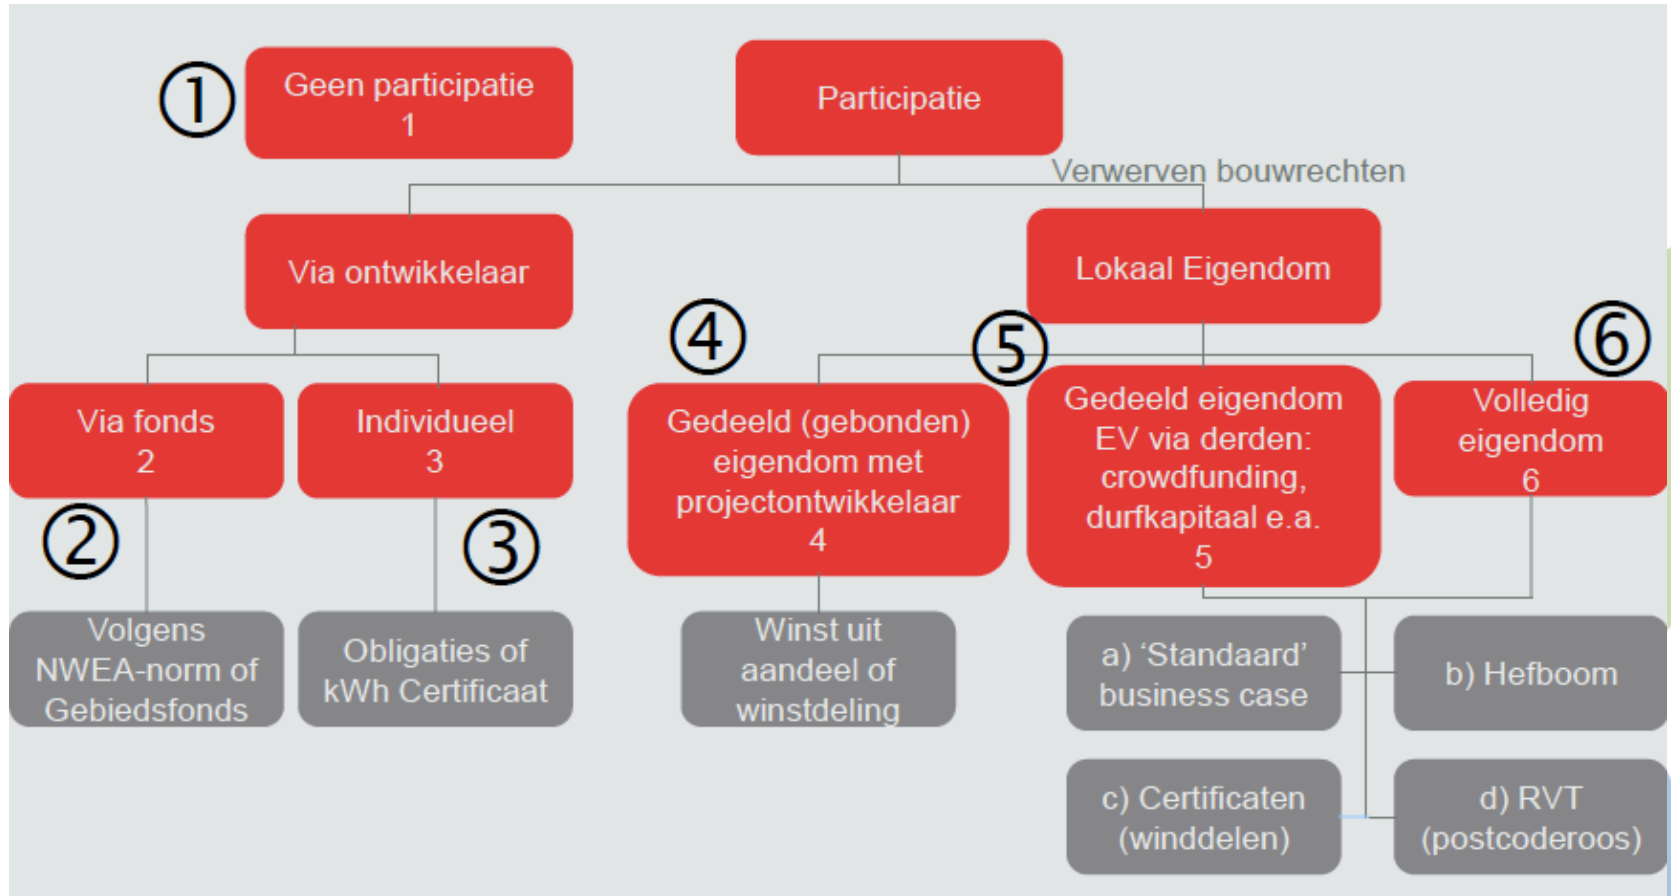 ①
Geen participatie
1
Participatie
Verwerven bouwrechten
Via ontwikkelaar
Lokaal Eigendom
④
⑤
⑥
Via fonds
2
Individueel
3
Gedeeld (gebonden)
eigendom met
projectontwikkelaar
4
Gedeeld eigendom
EV via derden:
crowdfunding,
durfkapitaal e.a.
5
Volledig
eigendom
6
②
③
Volgens
NWEA-norm of
Gebiedsfonds
Obligaties of
kWh Certificaat
Winst uit
aandeel of
winstdeling
a) ‘Standaard’
business case
b) Hefboom
c) Certificaten
(winddelen)
d) RVT
(postcoderoos)